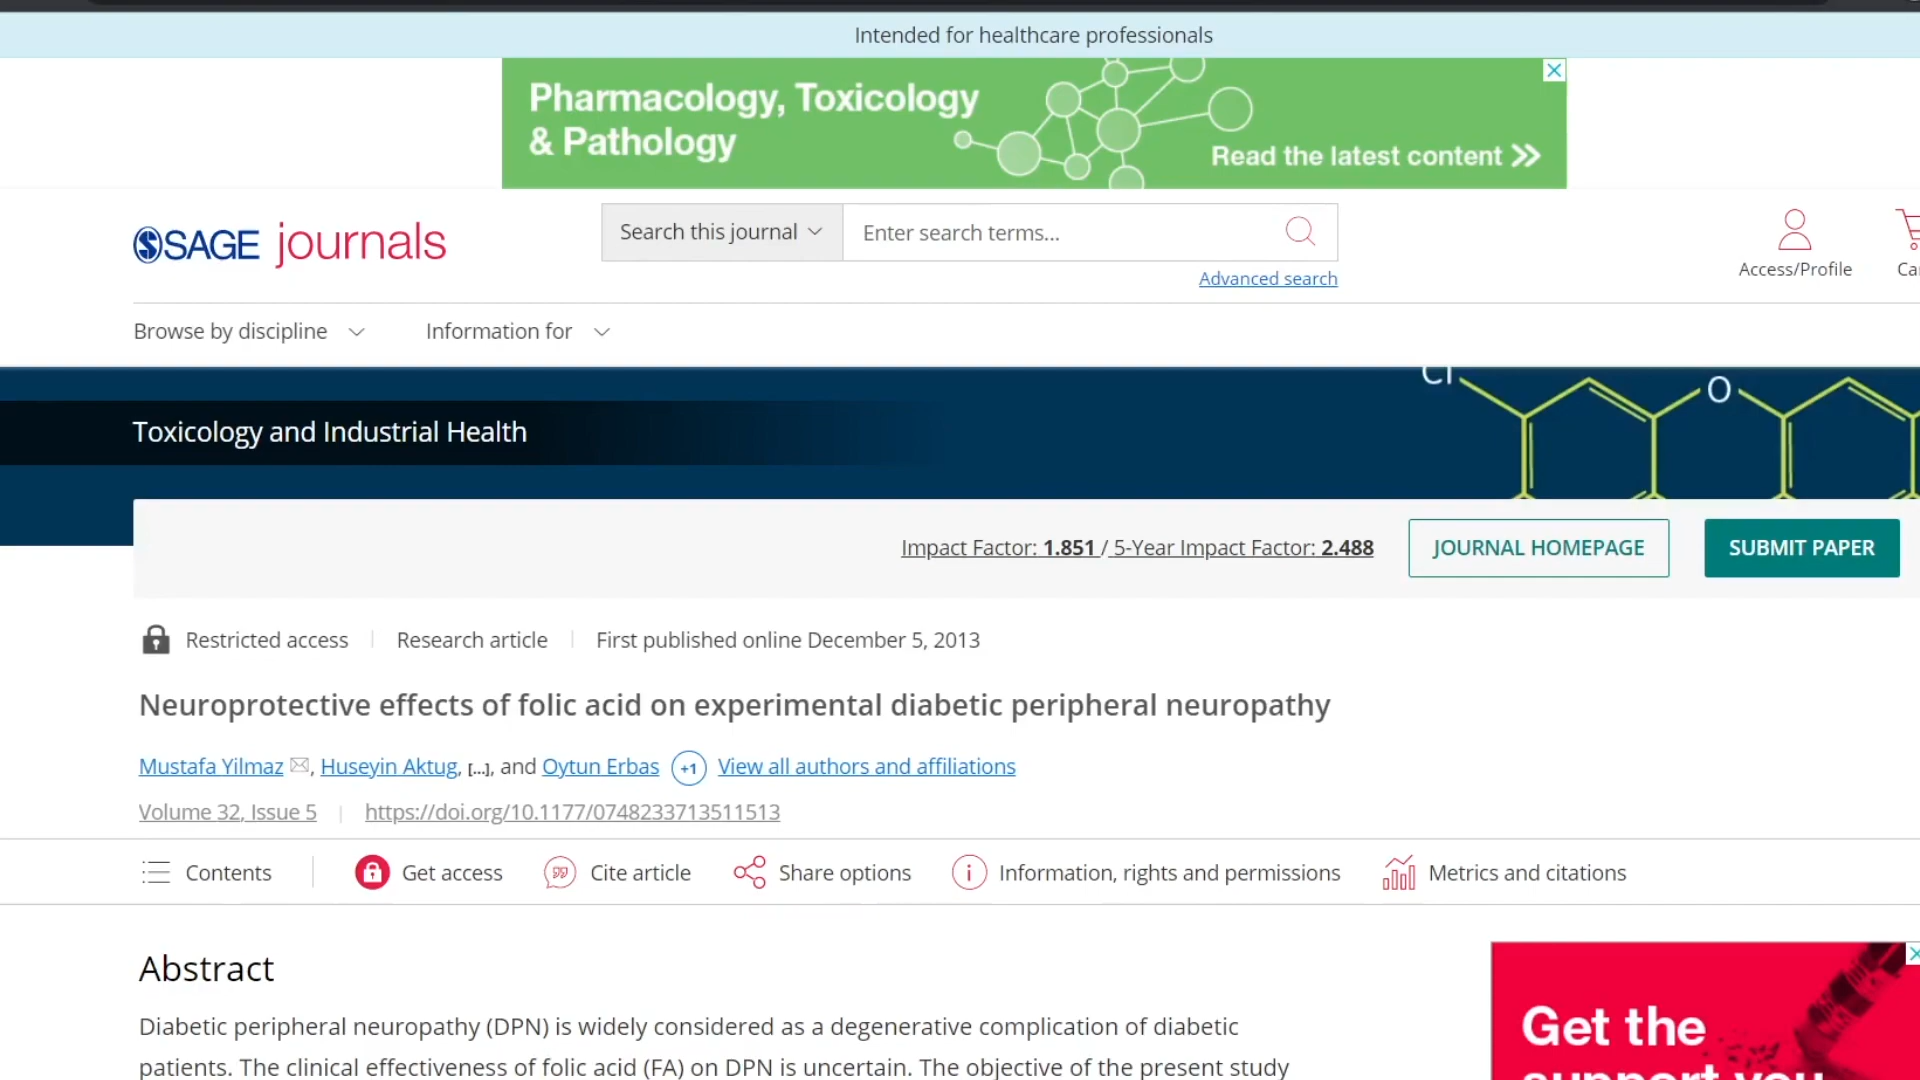 Intended for healthcare professionals
Pharmacology, Toxicology
& Pathology
Read the latest content
SAGE journals
Search this journal
Enter search terms...
Advanced search
Access/Profile
Browse by discipline
Information for
Cl
O
Toxicology and Industrial Health
Impact Factor: 1.851 / 5-Year Impact Factor: 2.488
JOURNAL HOMEPAGE
SUBMIT PAPER
Restricted access
Research article
First published online December 5, 2013
Neuroprotective effects of folic acid on experimental diabetic peripheral neuropathy
Mustafa Yilmaz, Huseyin Aktug, [...], and Oytun Erbas +1 View all authors and affiliations
Volume 32, Issue 5
https://doi.org/10.1177/0748233713511513
Contents
Get access
Cite article
Share options
Information, rights and permissions
Metrics and citations
Abstract
Diabetic peripheral neuropathy (DPN) is widely considered as a degenerative complication of diabetic
patients. The clinical effectiveness of folic acid (FA) on DPN is uncertain. The objective of the present study
Get the
support you